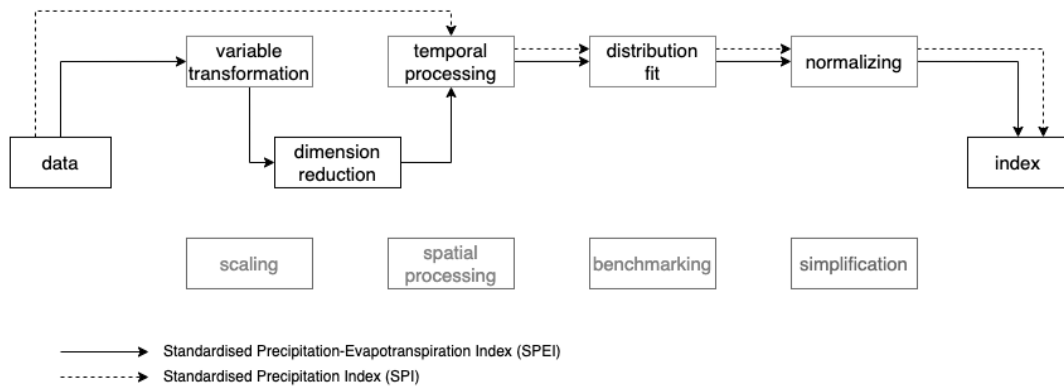 variable
transformation
temporal
processing
distribution
fit
normalizing
data
dimension
reduction
index
scaling
spatial
processing
benchmarking
simplification
Standardised Precipitation-Evapotranspiration Index (SPEI)
Standardised Precipitation Index (SPI)